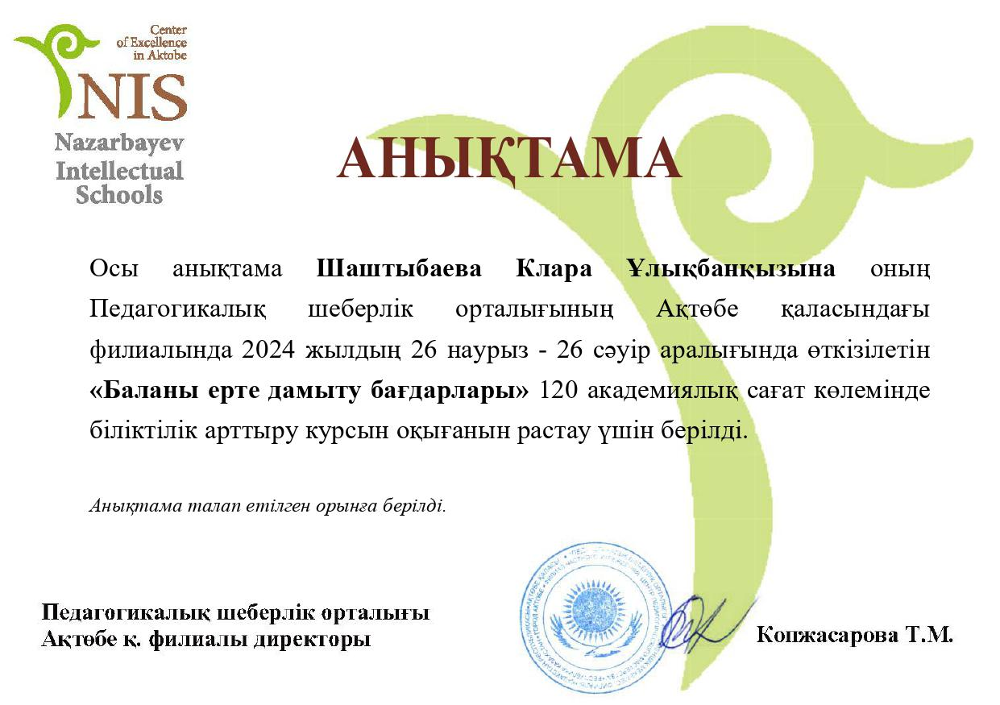 Center
of Excellence
in Aktobe
NIS
Nazarbayev
Intellectual
Schools
АНЫҚТАМА
Осы анықтама Шаштыбаева Клара Ұлықбанқызына оның
Педагогикалық шеберлік орталығының Ақтөбе қаласындағы
филиалында 2024 жылдың 26 наурыз - 26 сәуір аралығында өткізілетін
«Баланы ерте дамыту бағдарлары» 120 академиялық сағат көлемінде
біліктілік арттыру курсын оқығанын растау үшін берілді.
Анықтама талап етілген орынға берілді.
Педагогикалық шеберлік орталығы
Ақтөбе қ. филиалы директоры
Копжасарова Т.М.